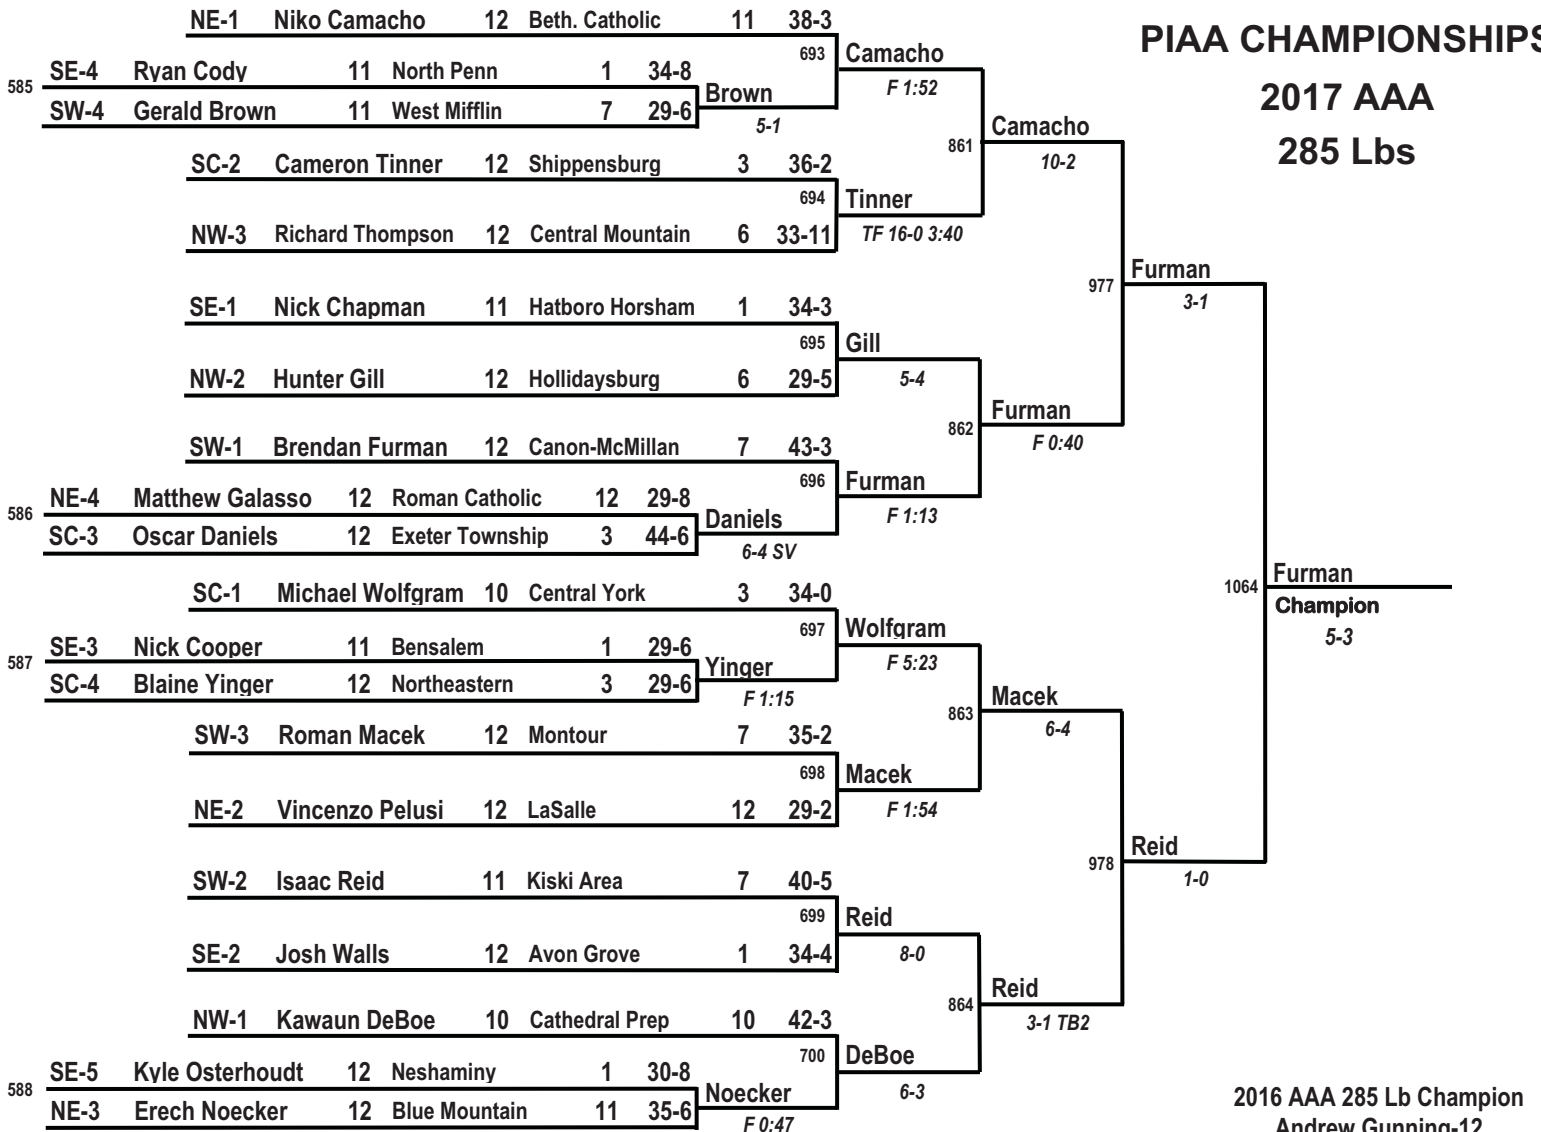 PIAA CHAMPIONSHIPS
2017 AAA
285 Lbs
NE-1 Niko Camacho 12 Beth. Catholic 11 38-3
693 Camacho
F 1:52
585 SE-4 Ryan Cody 11 North Penn 1 34-8
SW-4 Gerald Brown 11 West Mifflin 7 29-6
Brown
5-1
861 Camacho
10-2
SC-2 Cameron Tinner 12 Shippensburg 3 36-2
694 Tinner
TF 16-0 3:40
NW-3 Richard Thompson 12 Central Mountain 6 33-11
977 Furman
3-1
SE-1 Nick Chapman 11 Hatboro Horsham 1 34-3
695 Gill
5-4
NW-2 Hunter Gill 12 Hollidaysburg 6 29-5
862 Furman
F 0:40
SW-1 Brendan Furman 12 Canon-McMillan 7 43-3
696 Furman
F 1:13
586 NE-4 Matthew Galasso 12 Roman Catholic 12 29-8
SC-3 Oscar Daniels 12 Exeter Township 3 44-6
Daniels
6-4 SV
1064 Furman
Champion
5-3
SC-1 Michael Wolfgram 10 Central York 3 34-0
697 Wolfgram
F 5:23
587 SE-3 Nick Cooper 11 Bensalem 1 29-6
SC-4 Blaine Yinger 12 Northeastern 3 29-6
Yinger
F 1:15
863 Macek
6-4
SW-3 Roman Macek 12 Montour 7 35-2
698 Macek
F 1:54
NE-2 Vincenzo Pelusi 12 LaSalle 12 29-2
978 Reid
1-0
SW-2 Isaac Reid 11 Kiski Area 7 40-5
699 Reid
8-0
SE-2 Josh Walls 12 Avon Grove 1 34-4
864 Reid
3-1 TB2
NW-1 Kawaun DeBoe 10 Cathedral Prep 10 42-3
700 DeBoe
6-3
588 SE-5 Kyle Osterhoudt 12 Neshaminy 1 30-8
NE-3 Erech Noecker 12 Blue Mountain 11 35-6
Noecker
F 0:47
2016 AAA 285 Lb Champion
Andrew Gunning-12